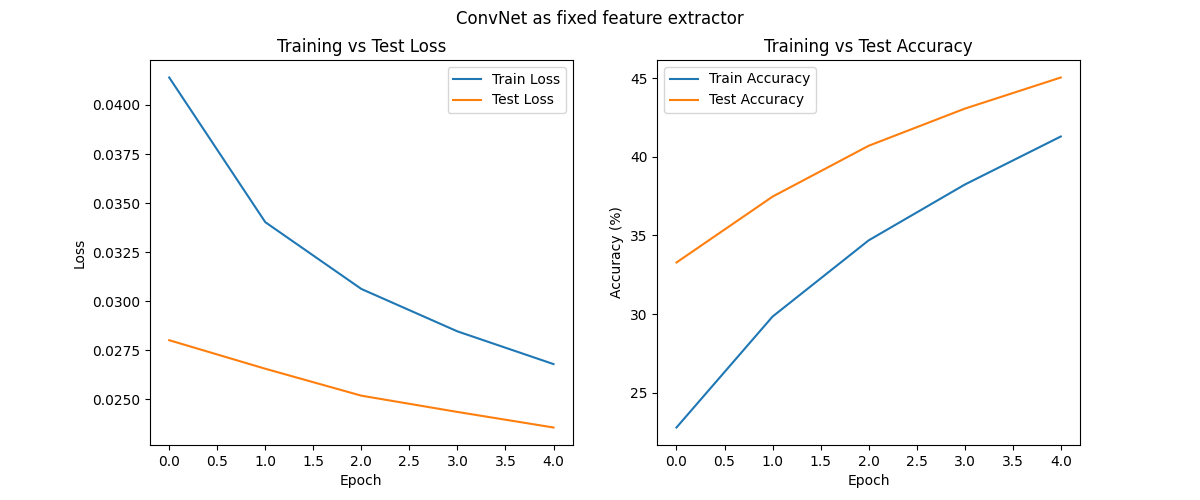 ConvNet as fixed feature extractor
Training vs Test Loss
Train Loss
Test Loss
0.0400
0.0375
0.0350
0.0325
0.0300
0.0275
0.0250
Loss
0.0 0.5 1.0 1.5 2.0 2.5 3.0 3.5 4.0
Epoch
Training vs Test Accuracy
Train Accuracy
Test Accuracy
45
40
35
30
25
Accuracy (%)
0.0 0.5 1.0 1.5 2.0 2.5 3.0 3.5 4.0
Epoch